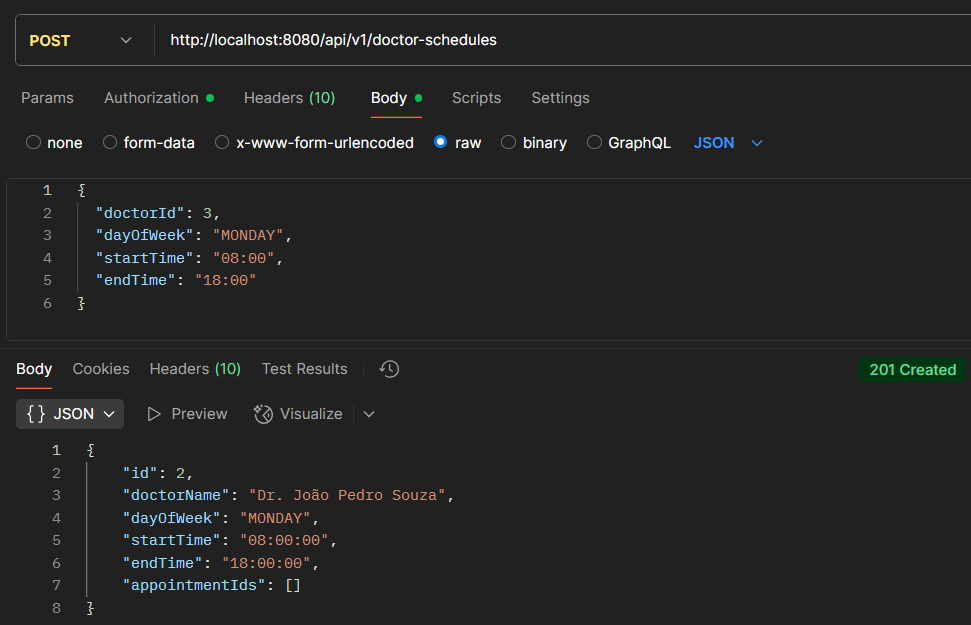 POST http://localhost:8080/api/v1/doctor-schedules
Params Authorization Headers (10) Body Scripts Settings
none form-data x-www-form-urlencoded raw binary GraphQL JSON
1 {
2 "doctorId": 3,
3 "dayOfWeek": "MONDAY",
4 "startTime": "08:00",
5 "endTime": "18:00"
6 }
Body Cookies Headers (10) Test Results 201 Created
{} JSON Preview Visualize
1 {
2 "id": 2,
3 "doctorName": "Dr. João Pedro Souza",
4 "dayOfWeek": "MONDAY",
5 "startTime": "08:00:00",
6 "endTime": "18:00:00",
7 "appointmentIds": []
8 }